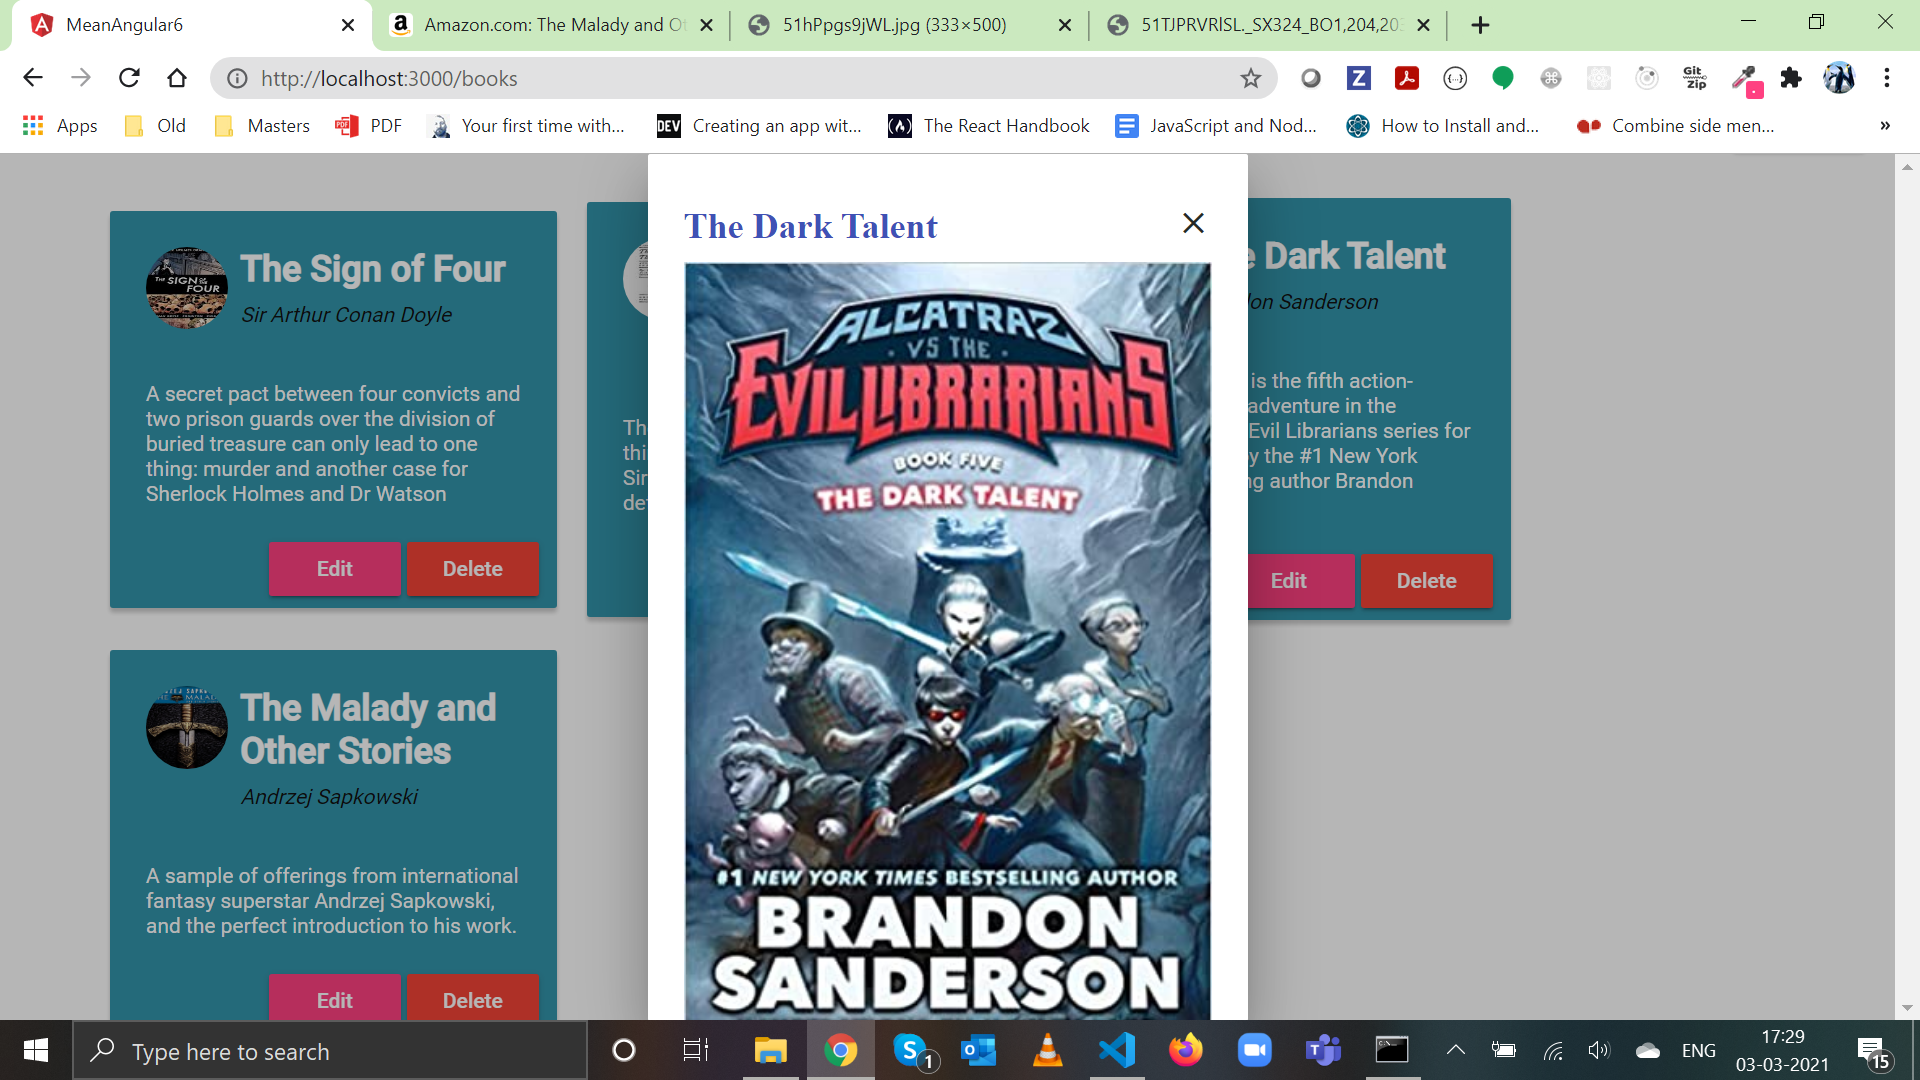 MeanAngular6
Amazon.com: The Malady and Ot
51hPpgs9jWL.jpg (333×500)
51TJPRVRlSL._SX324_BO1,204,203
http://localhost:3000/books
Git
Zip
Apps
Old
Masters
PDF
Your first time with...
DEV
Creating an app wit...
The React Handbook
JavaScript and Nod...
How to Install and...
Combine side men...
»
The Sign of Four
Sir Arthur Conan Doyle
A secret pact between four convicts and
two prison guards over the division of
buried treasure can only lead to one
thing: murder and another case for
Sherlock Holmes and Dr Watson
Edit
Delete
The Malady and
Other Stories
Andrzej Sapkowski
A sample of offerings from international
fantasy superstar Andrzej Sapkowski,
and the perfect introduction to his work.
Edit
Delete
Th
thi
Sir
de
The Dark Talent
ALCATRAZ
VS THE
EVIL LIBRARIANS
BOOK FIVE
THE DARK TALENT
#1 NEW YORK TIMES BESTSELLING AUTHOR
BRANDON
SANDERSON
e Dark Talent
on Sanderson
is the fifth action-
adventure in the
Evil Librarians series for
y the #1 New York
ng author Brandon
Edit
Delete
Type here to search
1
ENG
17:29
03-03-2021
15